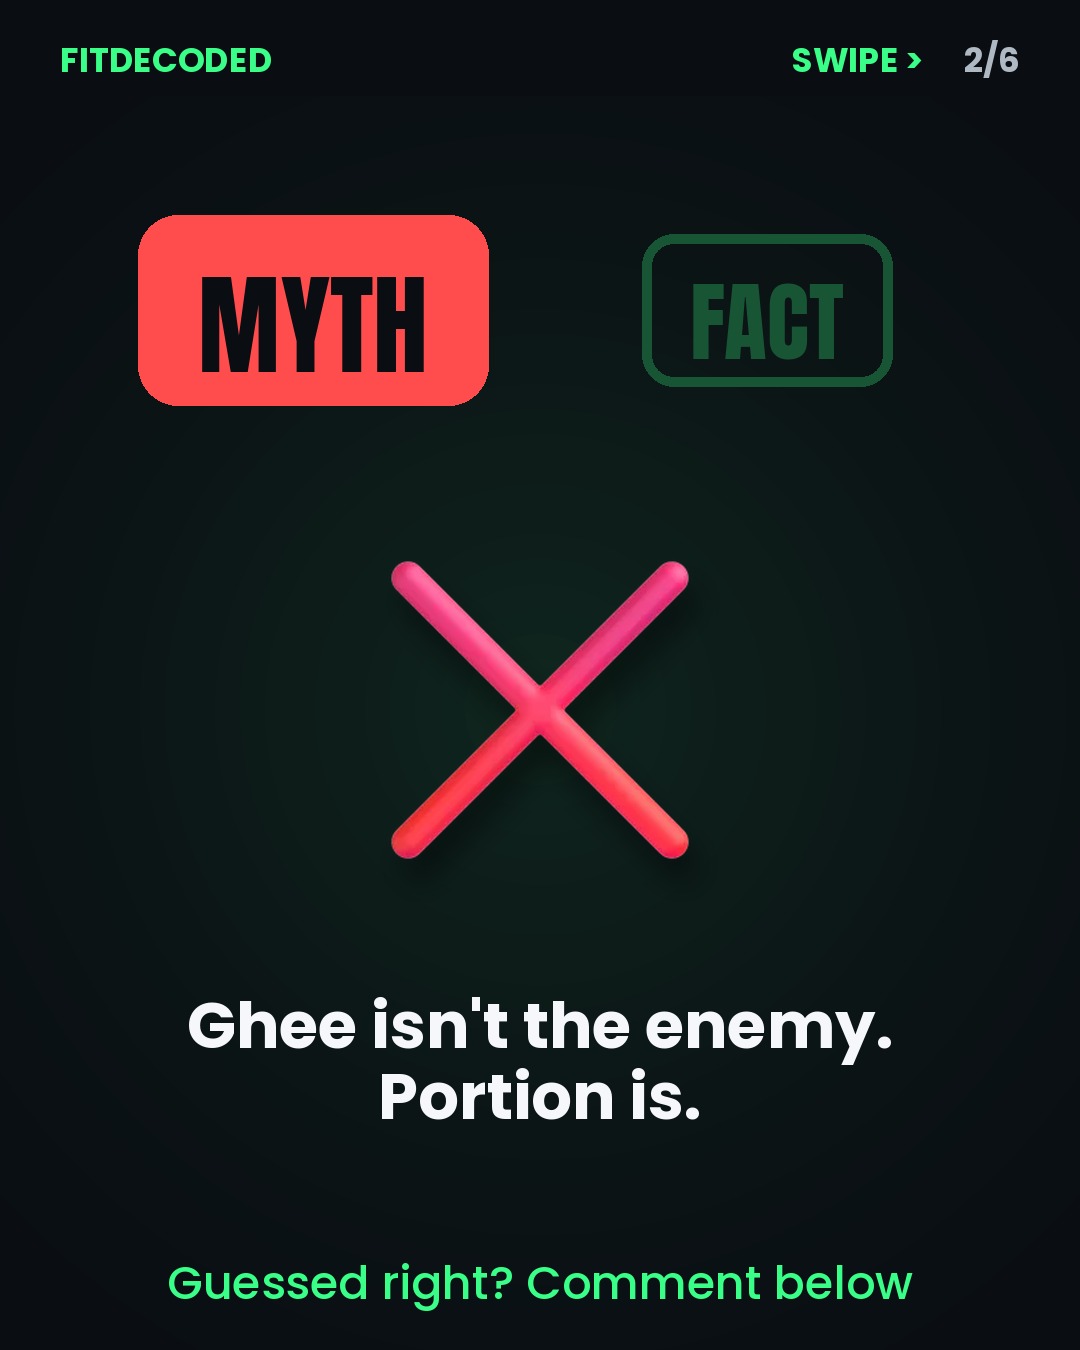 FITDECODED
SWIPE > 2/6
MYTH
FACT
Ghee isn't the enemy.
Portion is.
Guessed right? Comment below